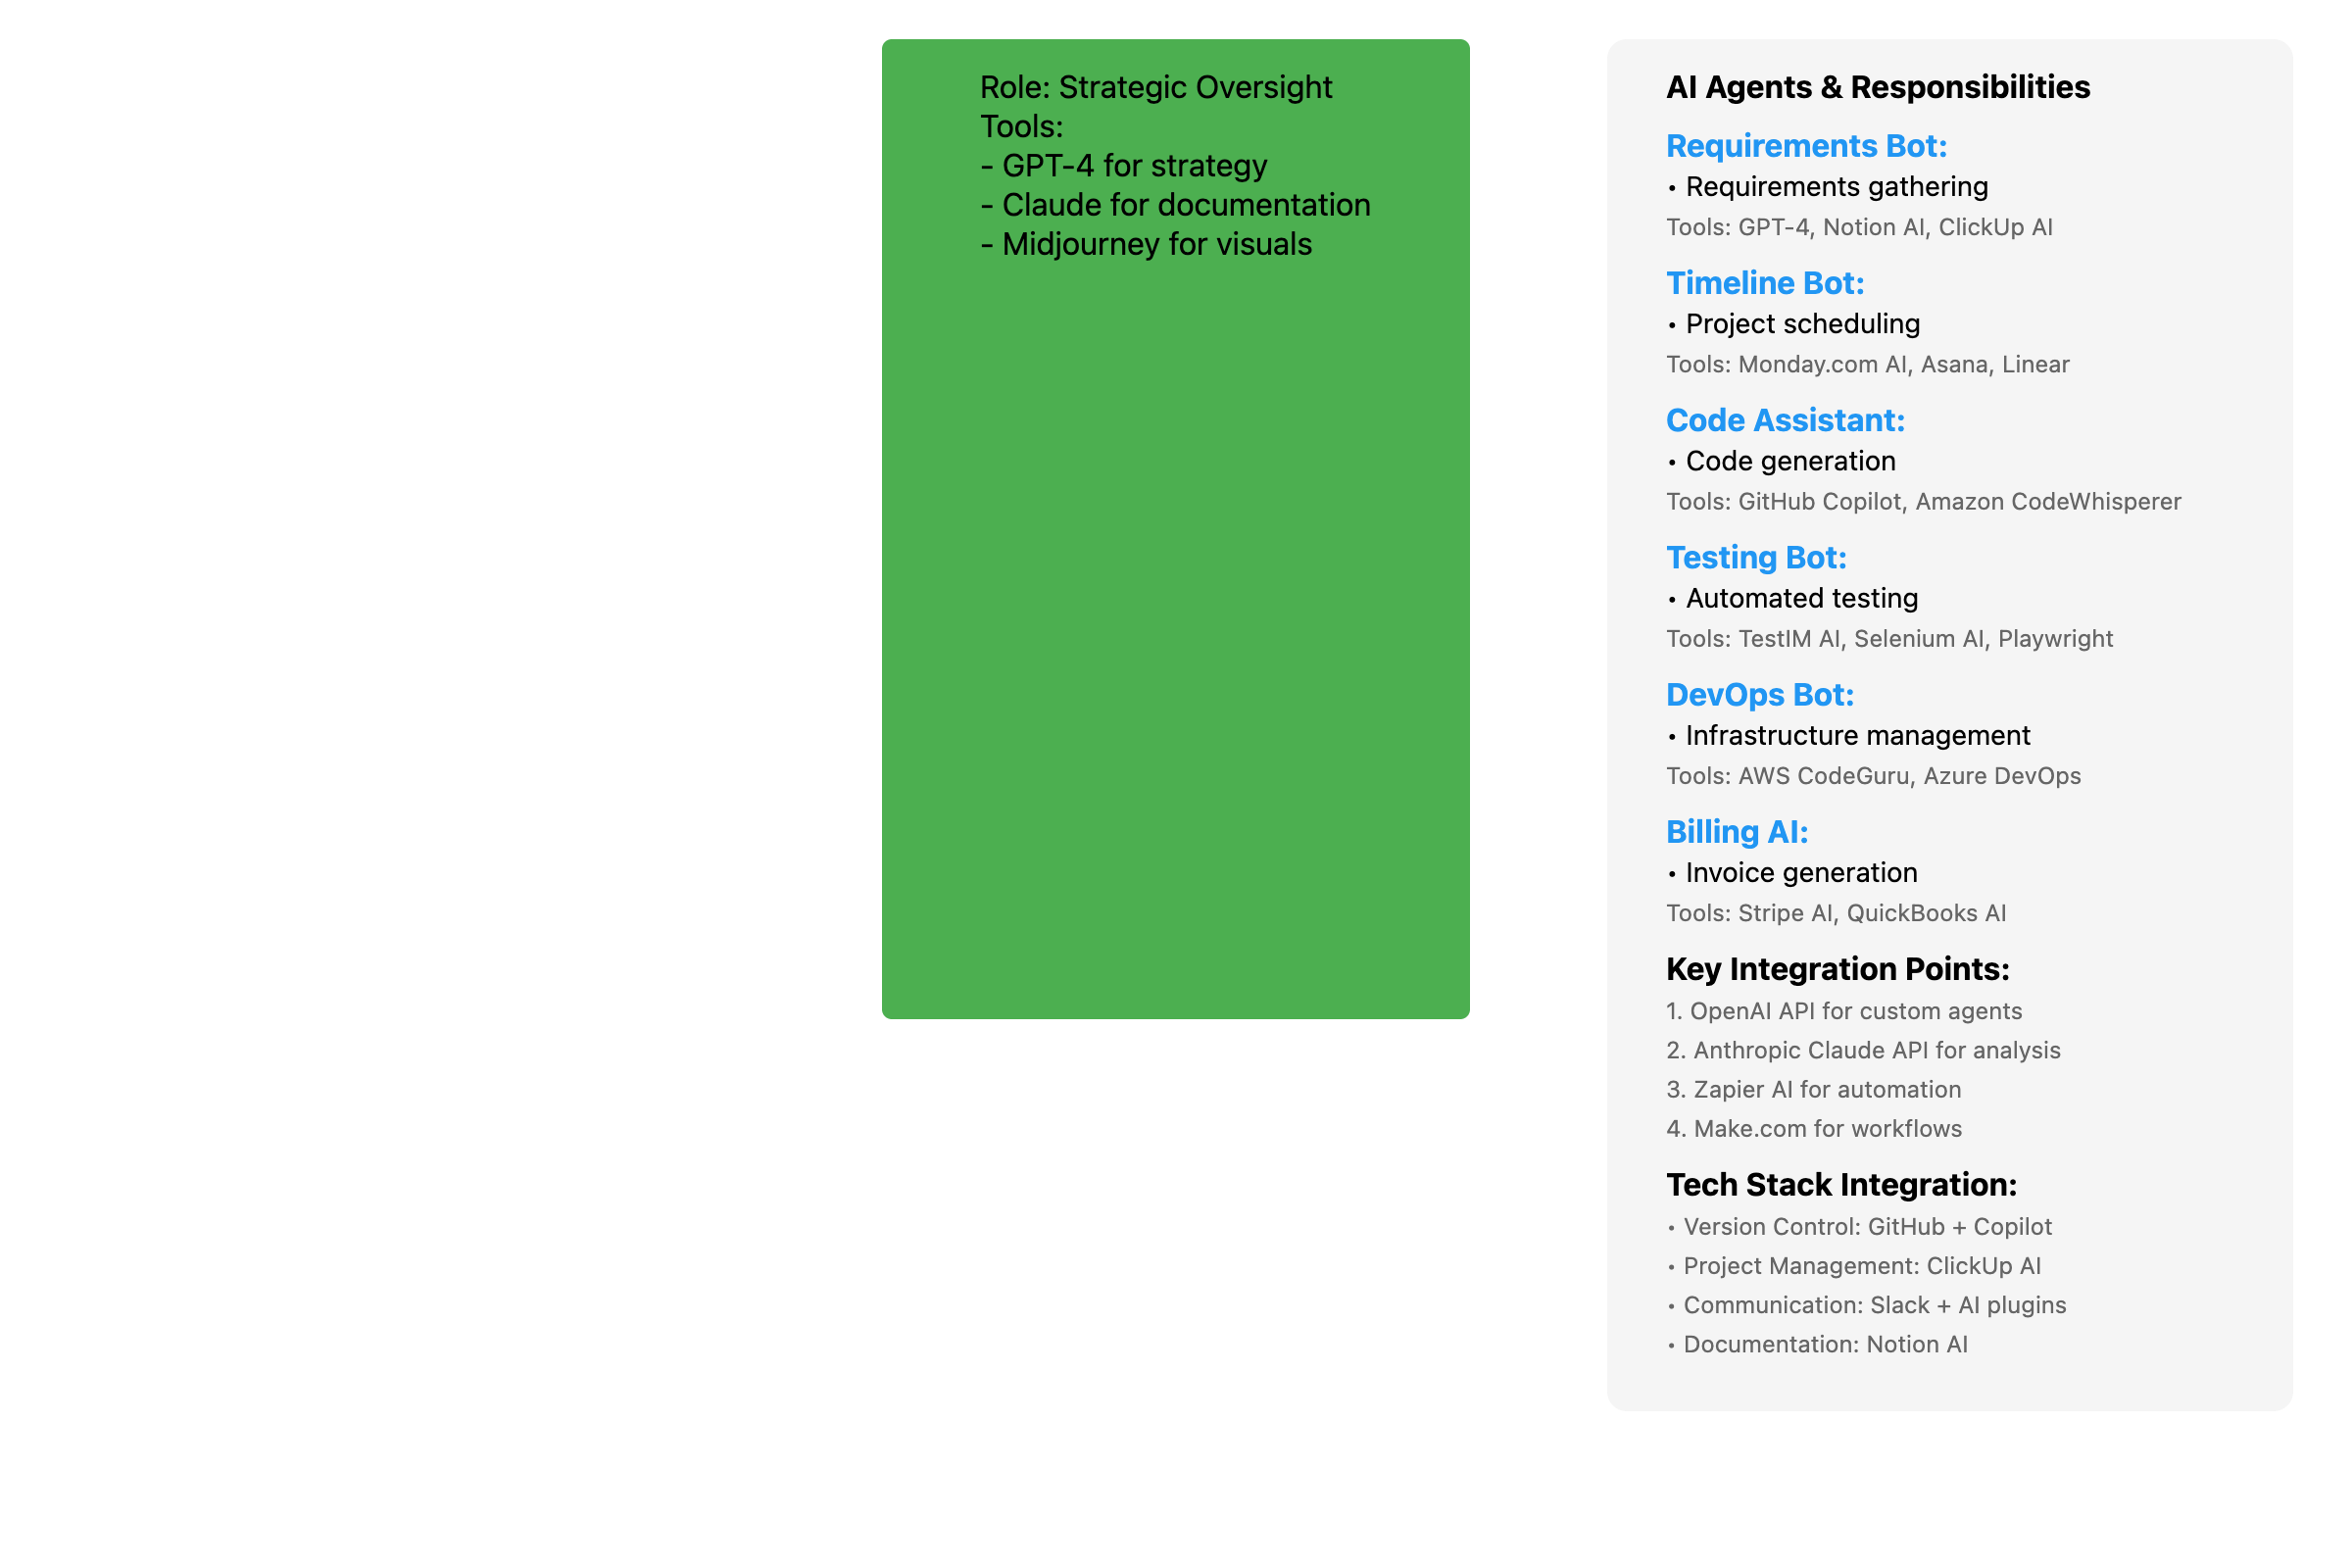 Role: Strategic Oversight
Tools:
- GPT-4 for strategy
- Claude for documentation
- Midjourney for visuals
AI Agents & Responsibilities
Requirements Bot:
• Requirements gathering
Tools: GPT-4, Notion AI, ClickUp AI
Timeline Bot:
• Project scheduling
Tools: Monday.com AI, Asana, Linear
Code Assistant:
• Code generation
Tools: GitHub Copilot, Amazon CodeWhisperer
Testing Bot:
• Automated testing
Tools: TestIM AI, Selenium AI, Playwright
DevOps Bot:
• Infrastructure management
Tools: AWS CodeGuru, Azure DevOps
Billing AI:
• Invoice generation
Tools: Stripe AI, QuickBooks AI
Key Integration Points:
1. OpenAI API for custom agents
2. Anthropic Claude API for analysis
3. Zapier AI for automation
4. Make.com for workflows
Tech Stack Integration:
• Version Control: GitHub + Copilot
• Project Management: ClickUp AI
• Communication: Slack + AI plugins
• Documentation: Notion AI